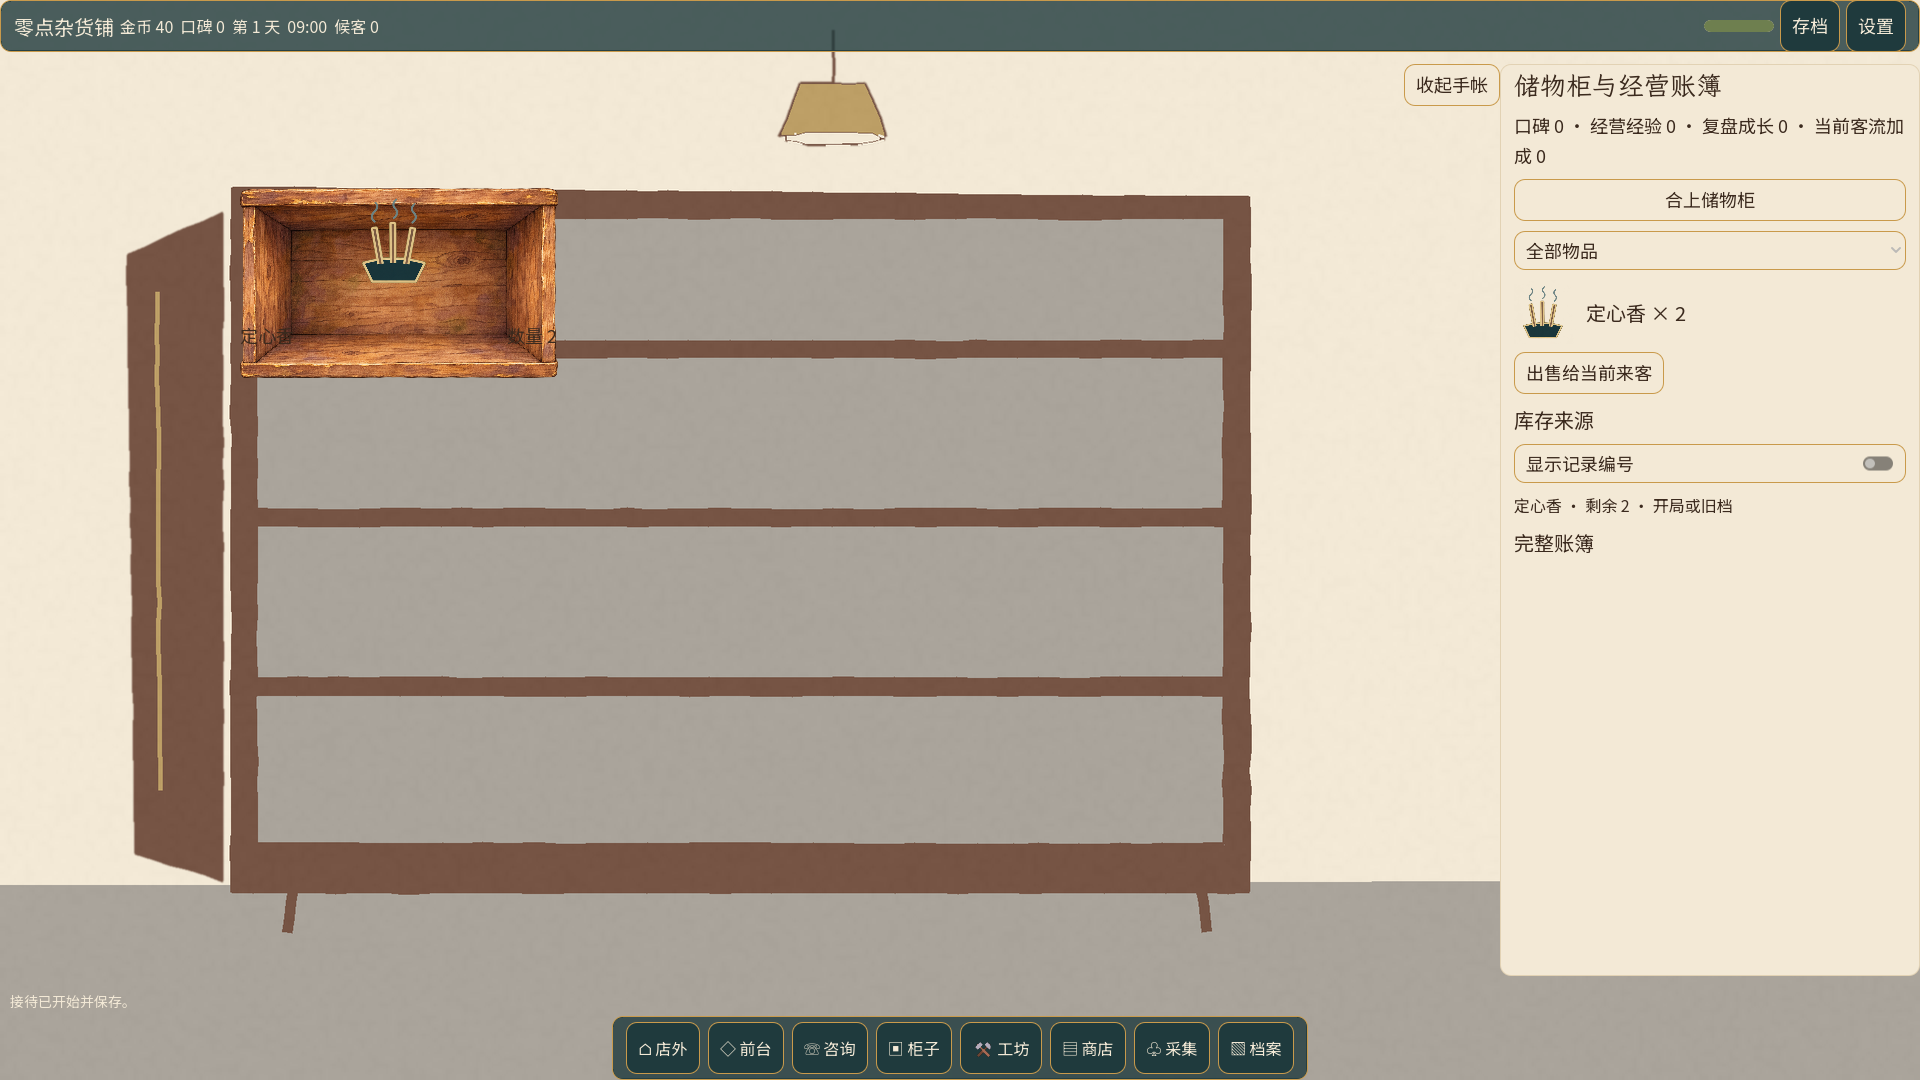 零点杂货铺 金币 40 口碑 0 第 1 天 09:00 候客 0
存档
设置
收起手帐
储物柜与经营账簿
口碑 0 · 经营经验 0 · 复盘成长 0 · 当前客流加
成 0
合上储物柜
全部物品
定心香 × 2
出售给当前来客
库存来源
显示记录编号
定心香 · 剩余 2 · 开局或旧档
完整账簿
定心香
数量 2
接待已开始并保存。
店外
前台
咨询
柜子
工坊
商店
采集
档案